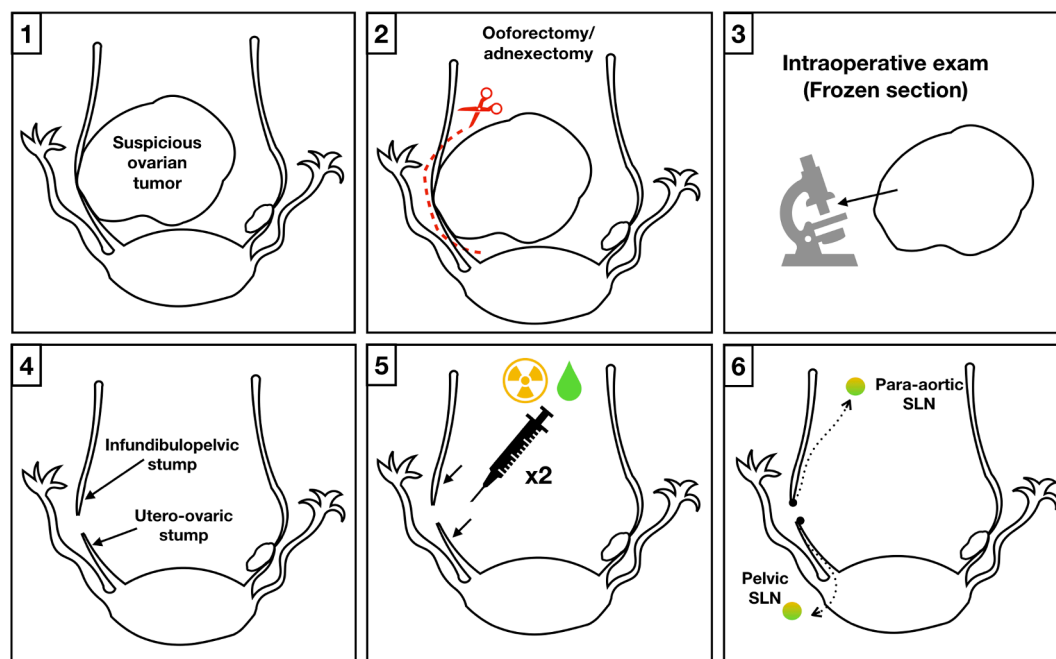 1
Suspicious
ovarian
tumor
2
Ooforectomy/
adnexectomy
3
Intraoperative exam
(Frozen section)
4
Infundibulopelvic
stump
Utero-ovaric
stump
5
x2
6
Para-aortic
SLN
Pelvic
SLN